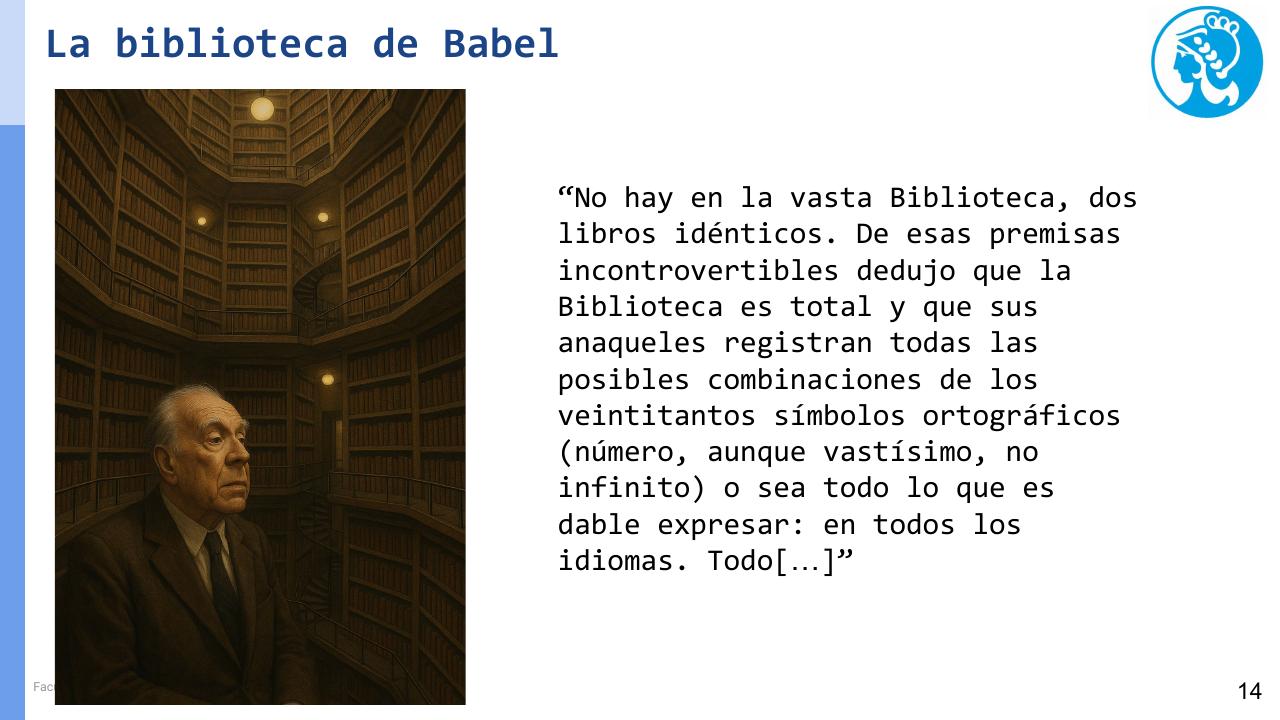 La biblioteca de Babel
“No hay en la vasta Biblioteca, dos
libros idénticos. De esas premisas
incontrovertibles dedujo que la
Biblioteca es total y que sus
anaqueles registran todas las
posibles combinaciones de los
veintitantos símbolos ortográficos
(número, aunque vastísimo, no
infinito) o sea todo lo que es
dable expresar: en todos los
idiomas. Todo[...]”
14